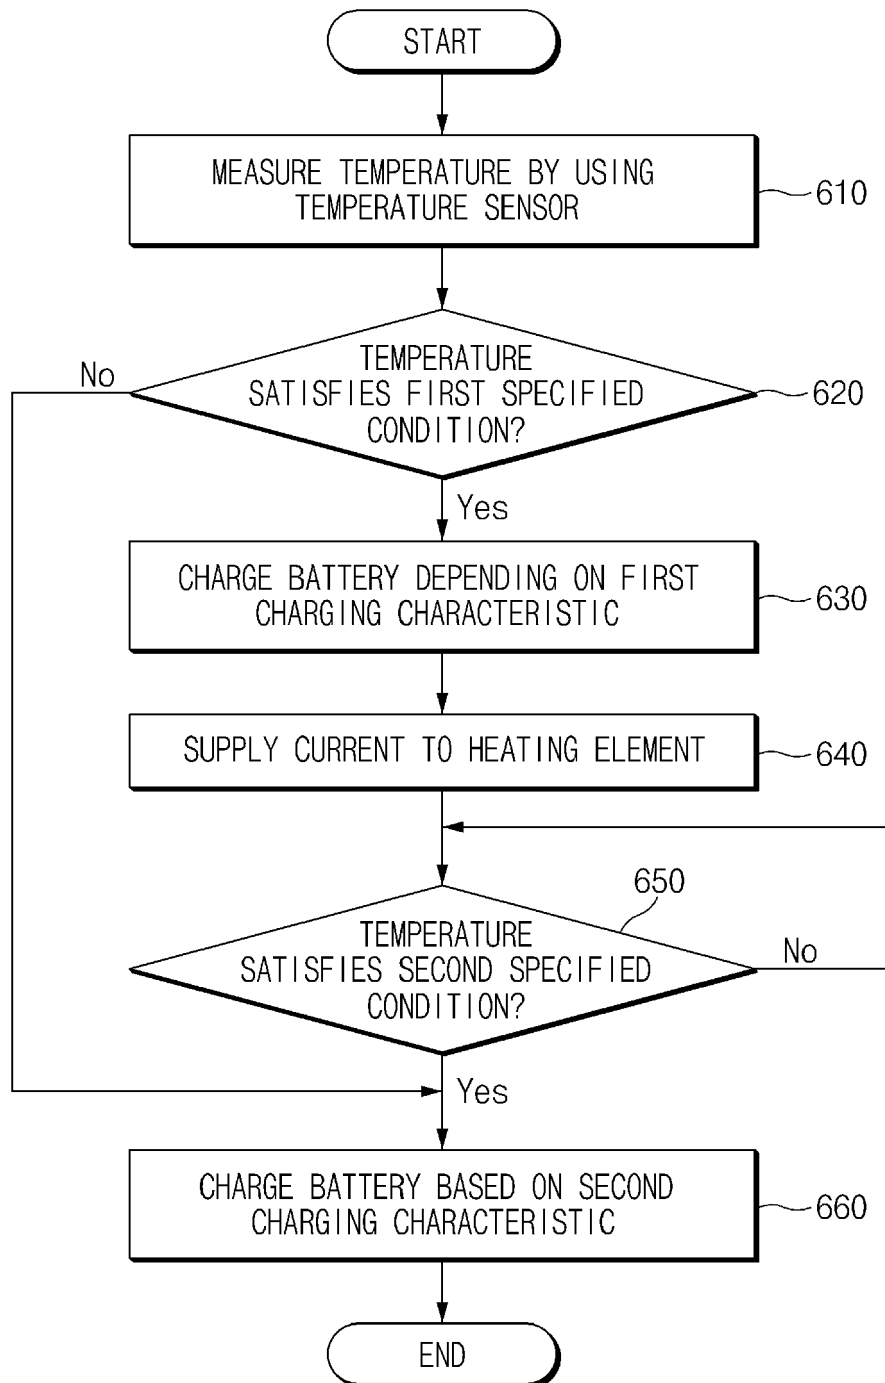 START
MEASURE TEMPERATURE BY USING
TEMPERATURE SENSOR
610
TEMPERATURE
SATISFIES FIRST SPECIFIED
CONDITION?
No
620
Yes
CHARGE BATTERY DEPENDING ON FIRST
CHARGING CHARACTERISTIC
630
SUPPLY CURRENT TO HEATING ELEMENT
640
650
TEMPERATURE
SATISFIES SECOND SPECIFIED
CONDITION?
No
Yes
CHARGE BATTERY BASED ON SECOND
CHARGING CHARACTERISTIC
660
END